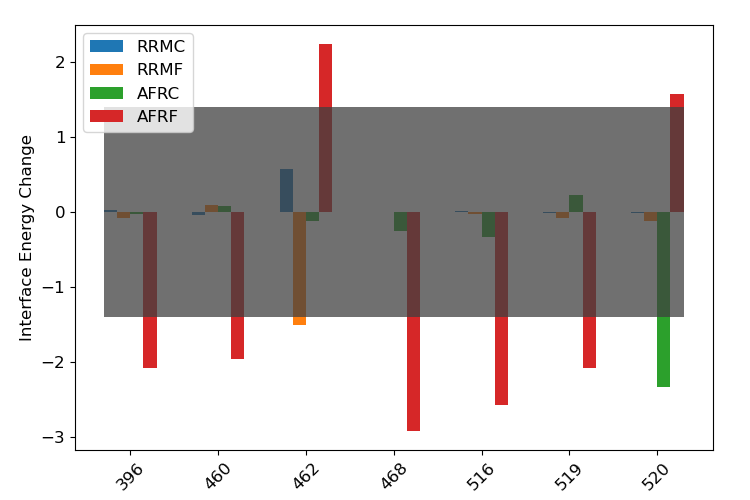 RRMC
RRMF
AFRC
AFRF
Interface Energy Change
2
1
0
−1
−2
−3
396
460
462
468
516
519
520